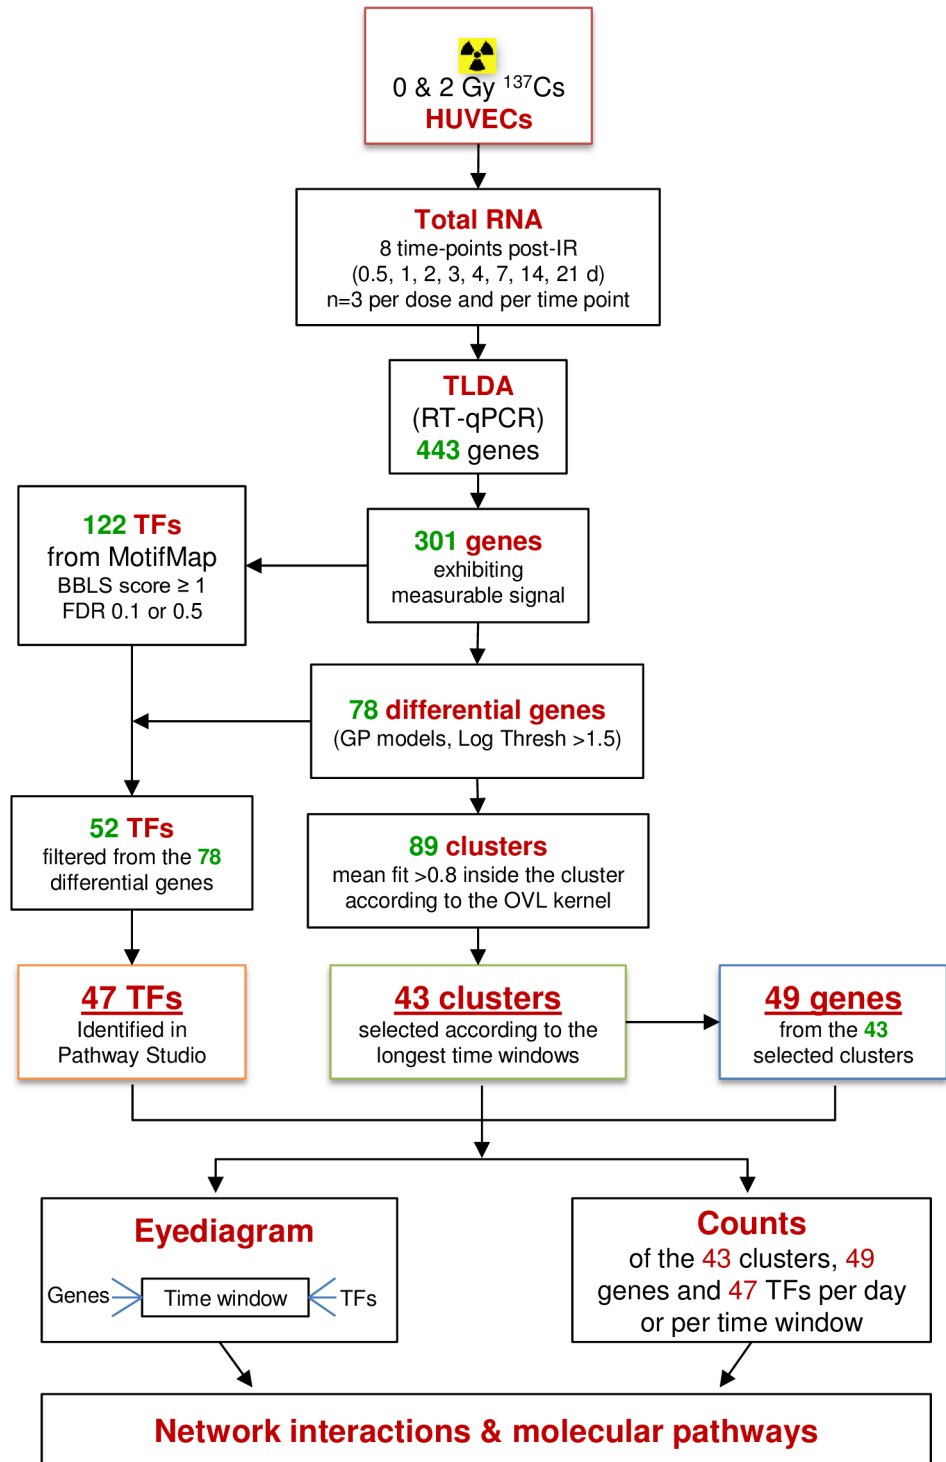 0 & 2 Gy ¹³⁷Cs
HUVECs
Total RNA
8 time-points post-IR
(0.5, 1, 2, 3, 4, 7, 14, 21 d)
n=3 per dose and per time point
TLDA
(RT-qPCR)
443 genes
122 TFs
from MotifMap
BBLS score ≥ 1
FDR 0.1 or 0.5
301 genes
exhibiting
measurable signal
78 differential genes
(GP models, Log Thresh >1.5)
52 TFs
filtered from the 78
differential genes
89 clusters
mean fit >0.8 inside the cluster
according to the OVL kernel
47 TFs
Identified in
Pathway Studio
43 clusters
selected according to the
longest time windows
49 genes
from the 43
selected clusters
Eyediagram
Genes
Time window
TFs
Counts
of the 43 clusters, 49
genes and 47 TFs per day
or per time window
Network interactions & molecular pathways